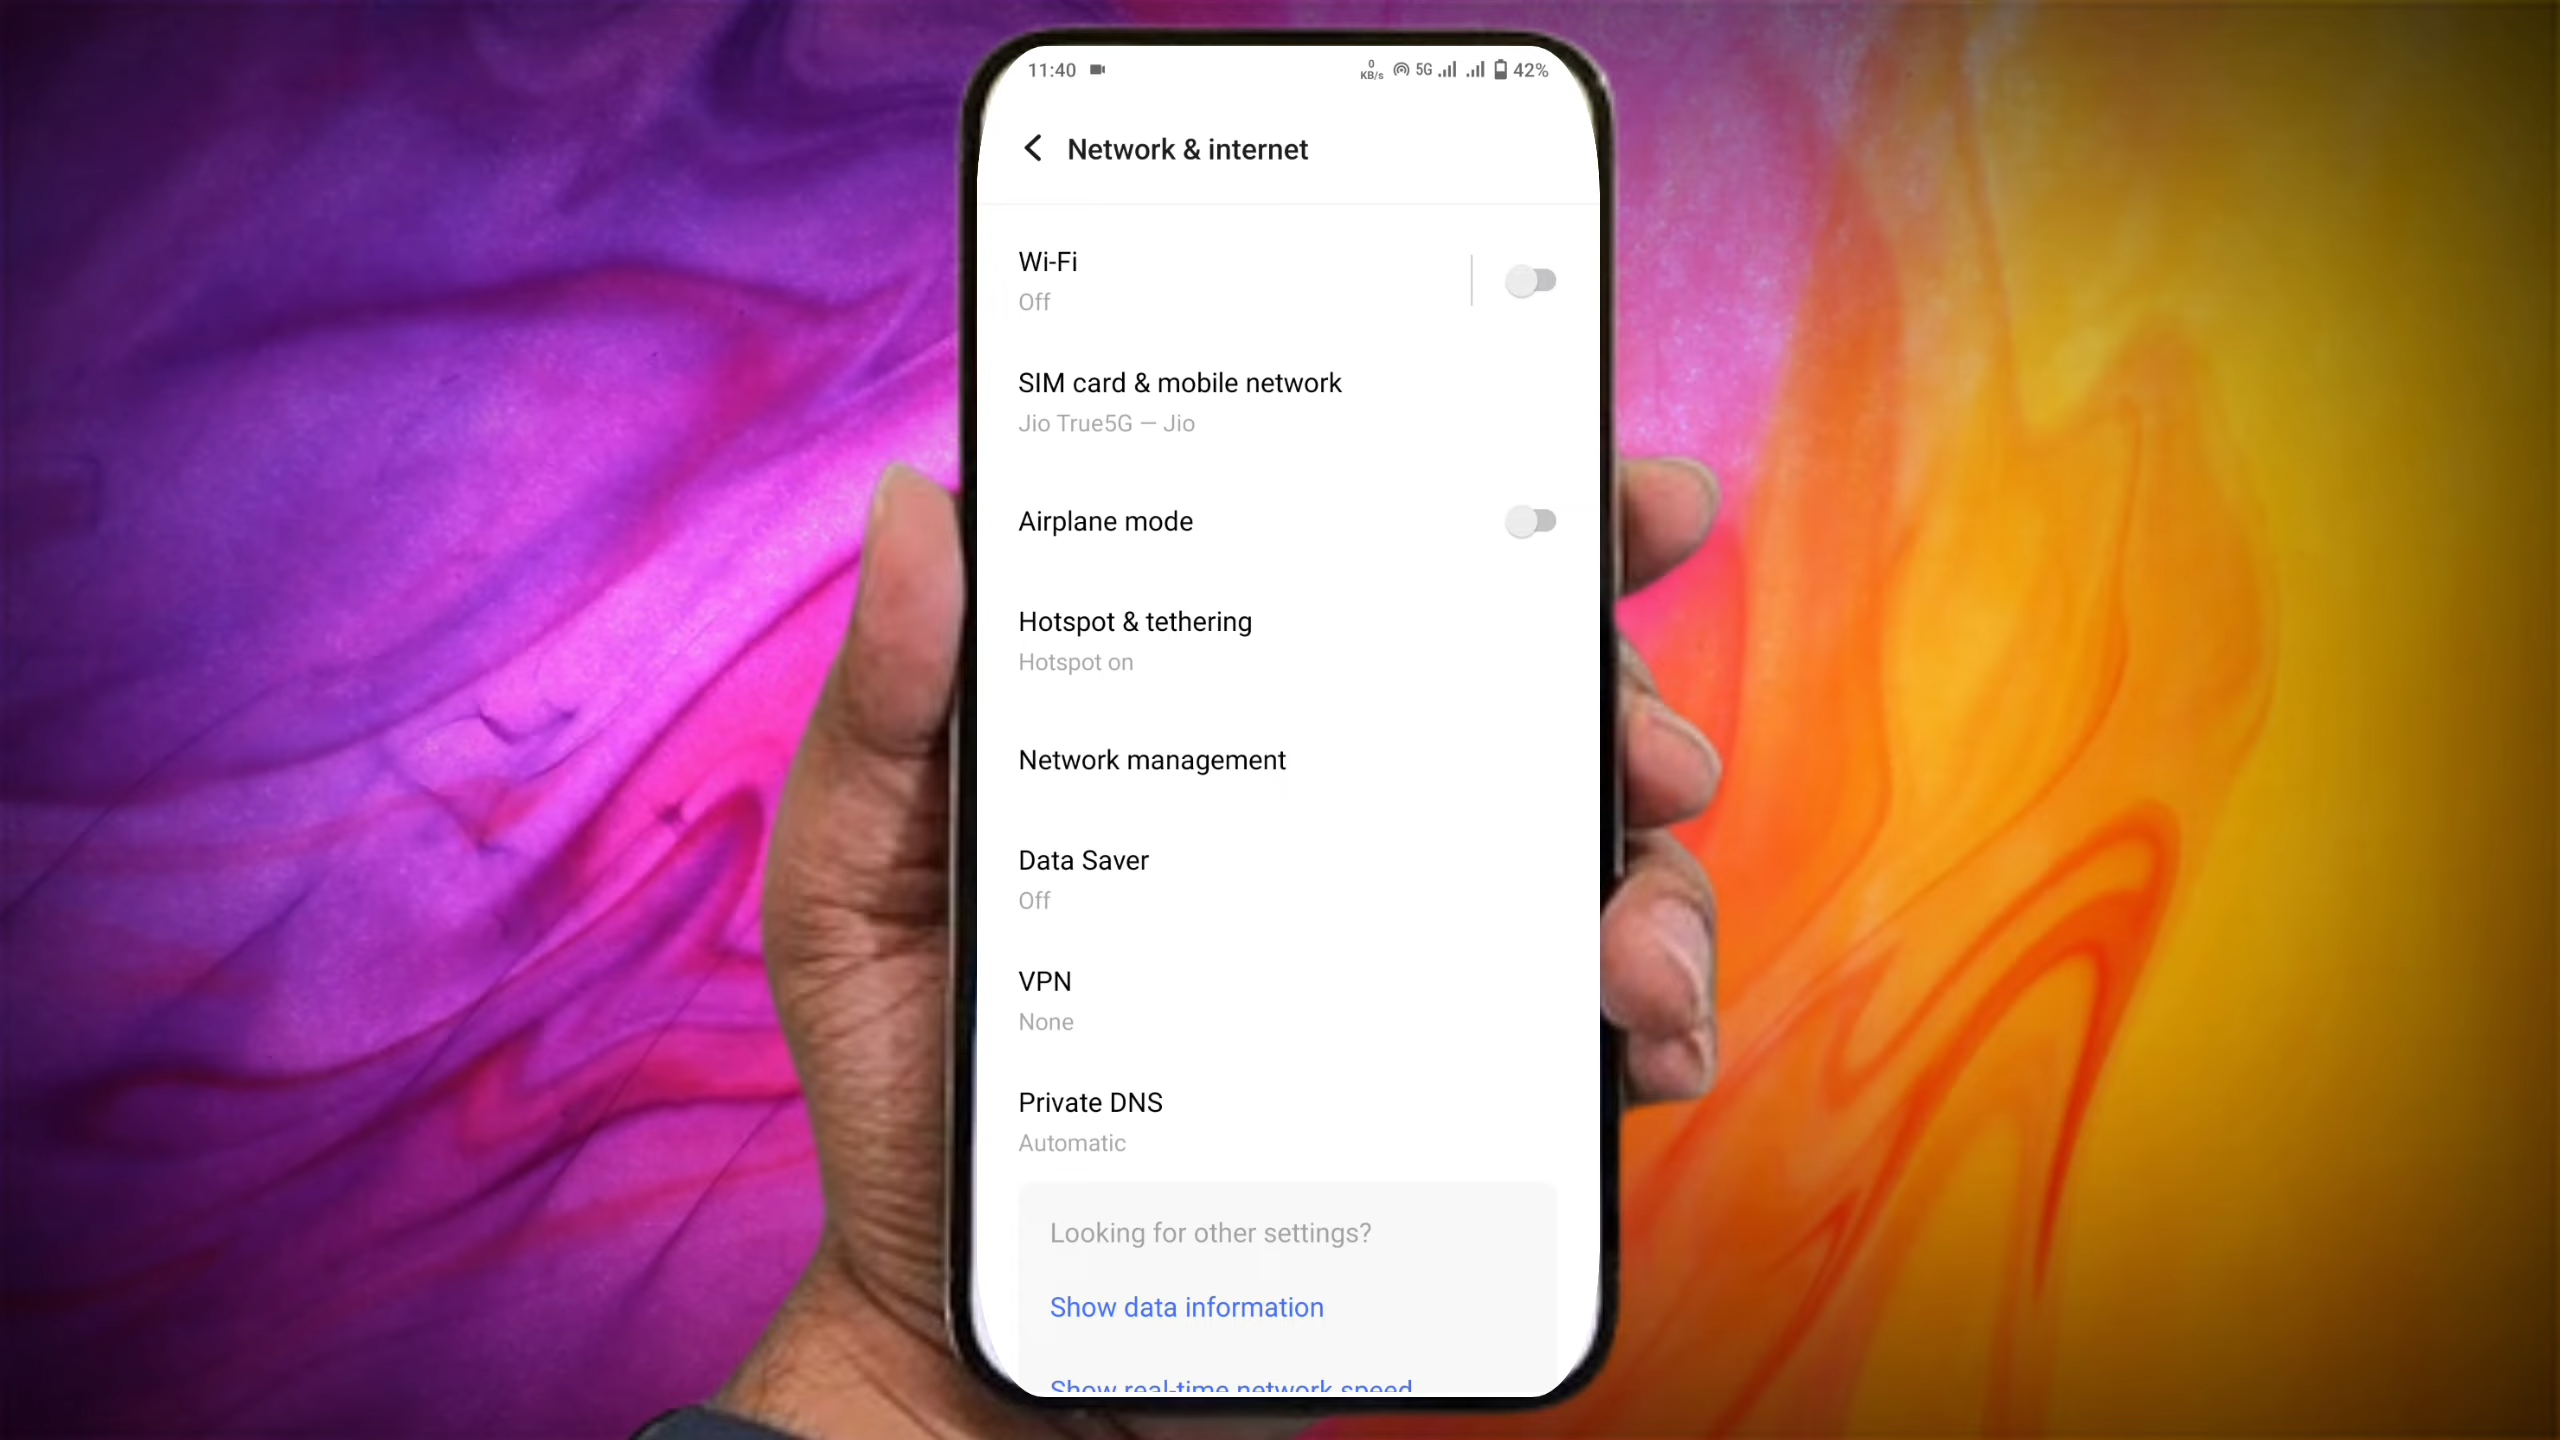 11:40
0
KB/s
5G
42%
Network & internet
Wi-Fi
Off
SIM card & mobile network
Jio True5G — Jio
Airplane mode
Hotspot & tethering
Hotspot on
Network management
Data Saver
Off
VPN
None
Private DNS
Automatic
Looking for other settings?
Show data information
Show real-time network speed